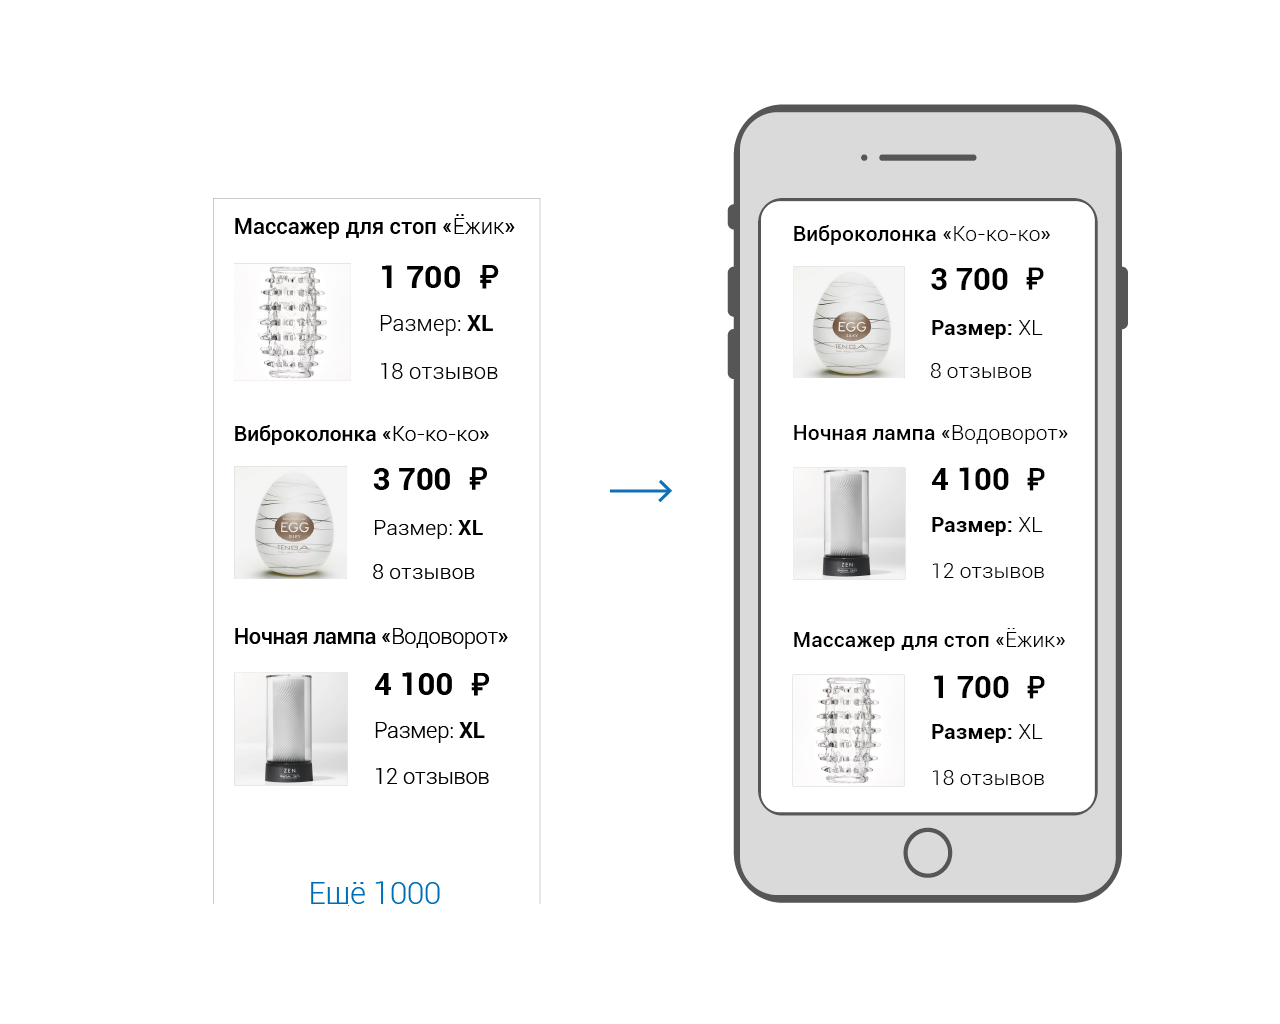 Массажер для стоп «Ёжик»
1 700 ₽
Размер: XL
18 отзывов
Виброколонка «Ко-ко-ко»
EGG
SILKY
TENGA
3 700 ₽
Размер: XL
8 отзывов
Ночная лампа «Водоворот»
ZEN
4 100 ₽
Размер: XL
12 отзывов
Ещё 1000
Виброколонка «Ко-ко-ко»
EGG
SILKY
TENGA
3 700 ₽
Размер: XL
8 отзывов
Ночная лампа «Водоворот»
ZEN
4 100 ₽
Размер: XL
12 отзывов
Массажер для стоп «Ёжик»
1 700 ₽
Размер: XL
18 отзывов